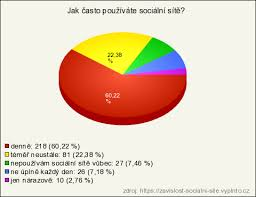 Jak často používáte sociální sítě?
22,38
%
60,22
%
denně: 218 (60,22 %)
téměř neustále: 81 (22,38 %)
nepoužívám sociální sítě vůbec: 27 (7,46 %)
ne úplně každý den: 26 (7,18 %)
jen nárazově: 10 (2,76 %)
zdroj: https://zavislost-socialni-site.vyplnto.cz